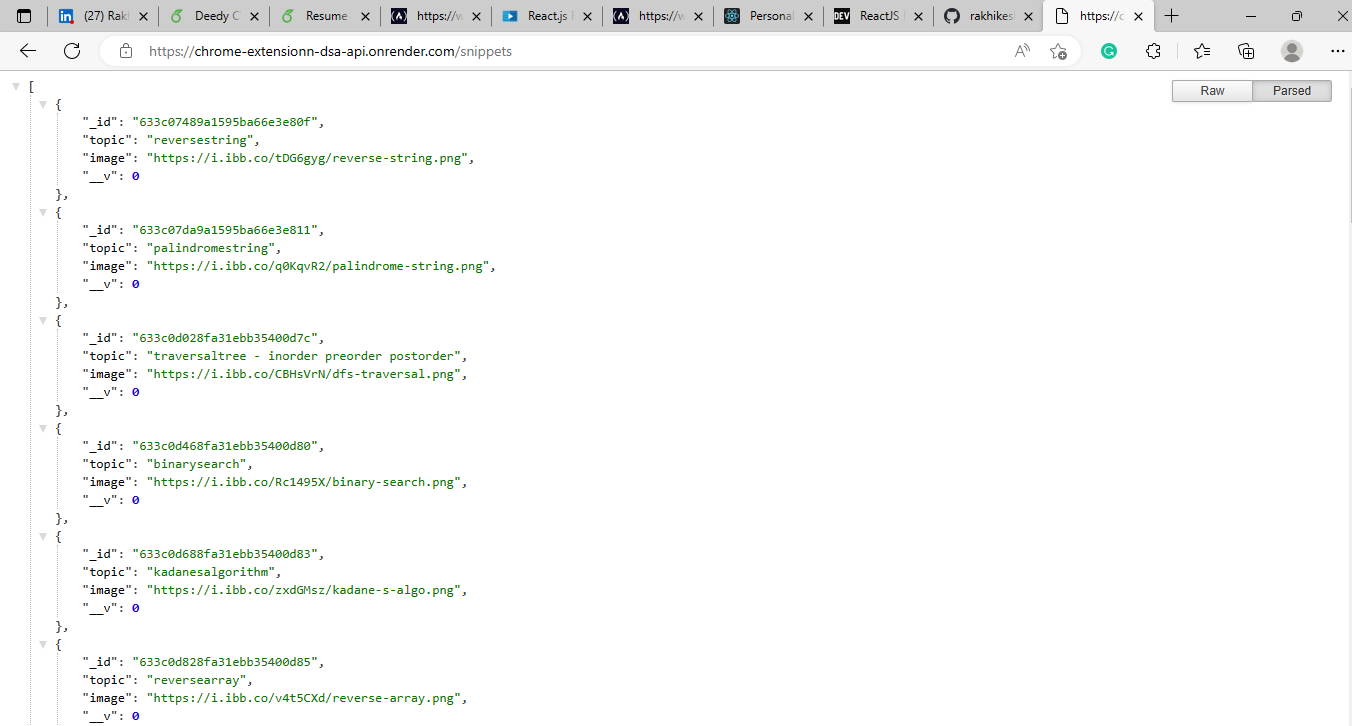 (27) Rakh
Deedy C
Resume
https://w
React.js
https://w
Personal
DEV
ReactJS
rakhikes
https://c
https://chrome-extensionn-dsa-api.onrender.com/snippets
Raw
Parsed
[
{
"_id": "633c07489a1595ba66e3e80f",
"topic": "reversestring",
"image": "https://i.ibb.co/tDG6gyg/reverse-string.png",
"__v": 0
},
{
"_id": "633c07da9a1595ba66e3e811",
"topic": "palindromestring",
"image": "https://i.ibb.co/q0KqvR2/palindrome-string.png",
"__v": 0
},
{
"_id": "633c0d028fa31ebb35400d7c",
"topic": "traversaltree - inorder preorder postorder",
"image": "https://i.ibb.co/CBHsVrN/dfs-traversal.png",
"__v": 0
},
{
"_id": "633c0d468fa31ebb35400d80",
"topic": "binarysearch",
"image": "https://i.ibb.co/Rc1495X/binary-search.png",
"__v": 0
},
{
"_id": "633c0d688fa31ebb35400d83",
"topic": "kadanesalgorithm",
"image": "https://i.ibb.co/zxdGMsz/kadane-s-algo.png",
"__v": 0
},
{
"_id": "633c0d828fa31ebb35400d85",
"topic": "reversearray",
"image": "https://i.ibb.co/v4t5CXd/reverse-array.png",
"__v": 0